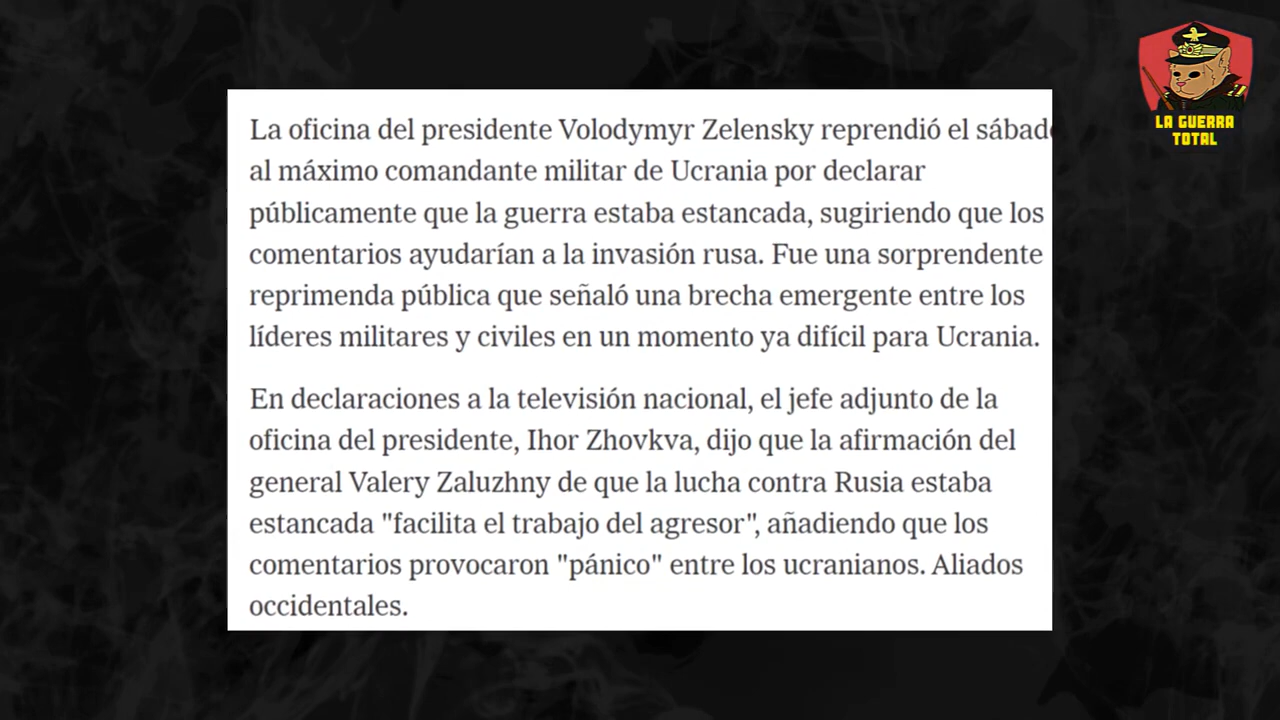 LA GUERRA
TOTAL
La oficina del presidente Volodymyr Zelensky reprendió el sábado
al máximo comandante militar de Ucrania por declarar
públicamente que la guerra estaba estancada, sugiriendo que los
comentarios ayudarían a la invasión rusa. Fue una sorprendente
reprimenda pública que señaló una brecha emergente entre los
líderes militares y civiles en un momento ya difícil para Ucrania.
En declaraciones a la televisión nacional, el jefe adjunto de la
oficina del presidente, Ihor Zhovkva, dijo que la afirmación del
general Valery Zaluzhny de que la lucha contra Rusia estaba
estancada "facilita el trabajo del agresor", añadiendo que los
comentarios provocaron "pánico" entre los ucranianos. Aliados
occidentales.